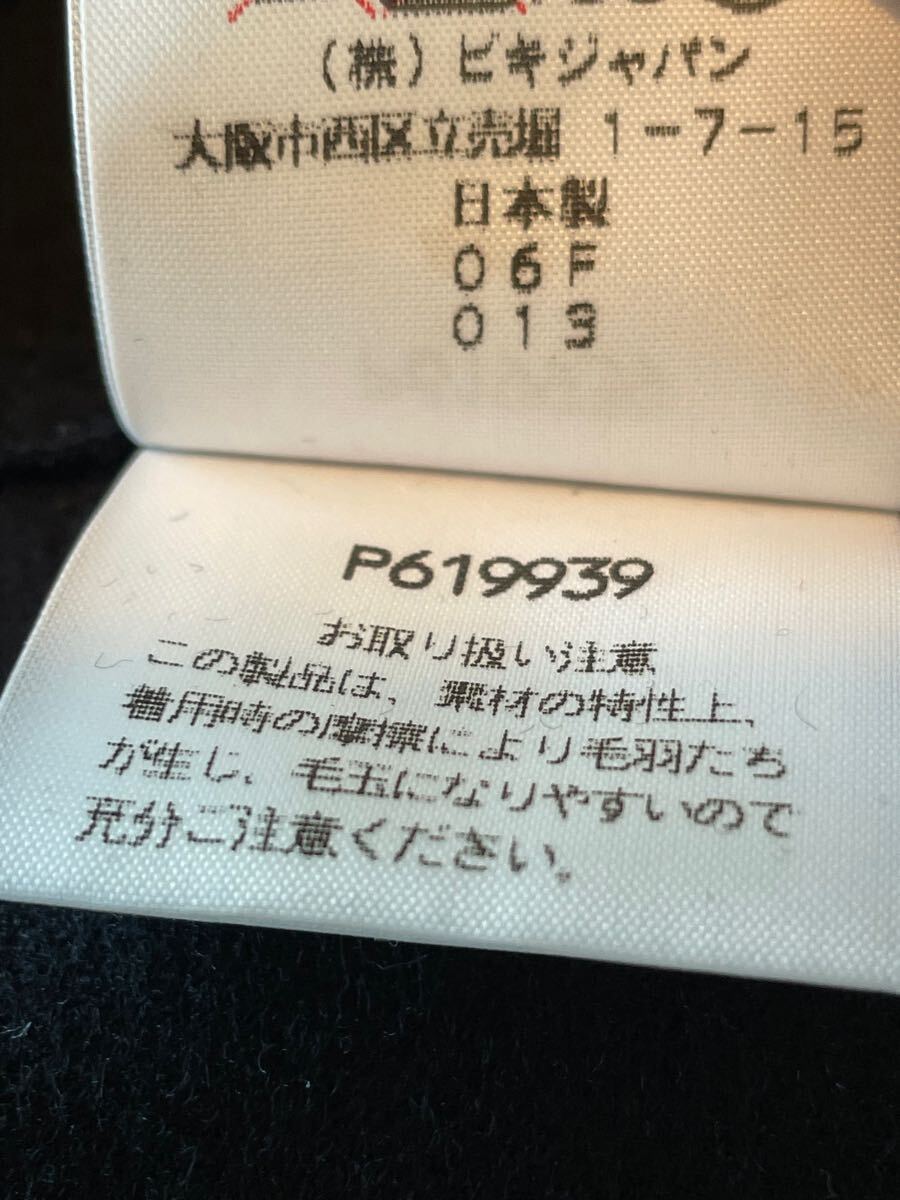 （株）ビキジャパン
大阪市西区立売堀 1-7-15
日本製
06F
013
P619939
お取り扱い注意
この製品は、素材の特性上、
着用時の摩擦により毛羽たち
が生じ、毛玉になりやすいので
充分ご注意ください。